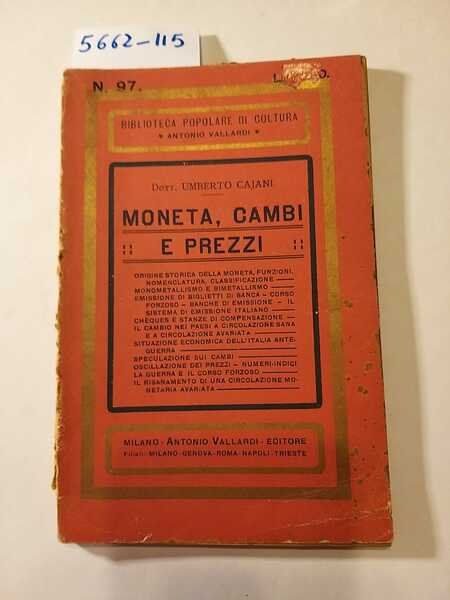 5662-115
N. 97.
BIBLIOTECA POPOLARE DI COLTURA
* ANTONIO VALLARDI *
DOTT. UMBERTO CAJANI
MONETA, CAMBI
E PREZZI
ORIGINE STORICA DELLA MONETA, FUNZIONI,
NOMENCLATURA, CLASSIFICAZIONE
MONOMETALLISMO E BIMETALLISMO
EMISSIONE DI BIGLIETTI DI BANCA - CORSO
FORZOSO - BANCHE DI EMISSIONE - IL
SISTEMA DI EMISSIONE ITALIANO
CHÈQUES E STANZE DI COMPENSAZIONE
IL CAMBIO NEI PAESI A CIRCOLAZIONE SANA
E A CIRCOLAZIONE AVARIATA
SITUAZIONE ECONOMICA DELL'ITALIA ANTE-
GUERRA
SPECULAZIONE SUI CAMBI
OSCILLAZIONE DEI PREZZI - NUMERI-INDICI
LA GUERRA E IL CORSO FORZOSO
IL RISANAMENTO DI UNA CIRCOLAZIONE MO-
NETARIA AVARIATA
MILANO - ANTONIO VALLARDI - EDITORE
Filiali: MILANO - GENOVA - ROMA - NAPOLI - TRIESTE